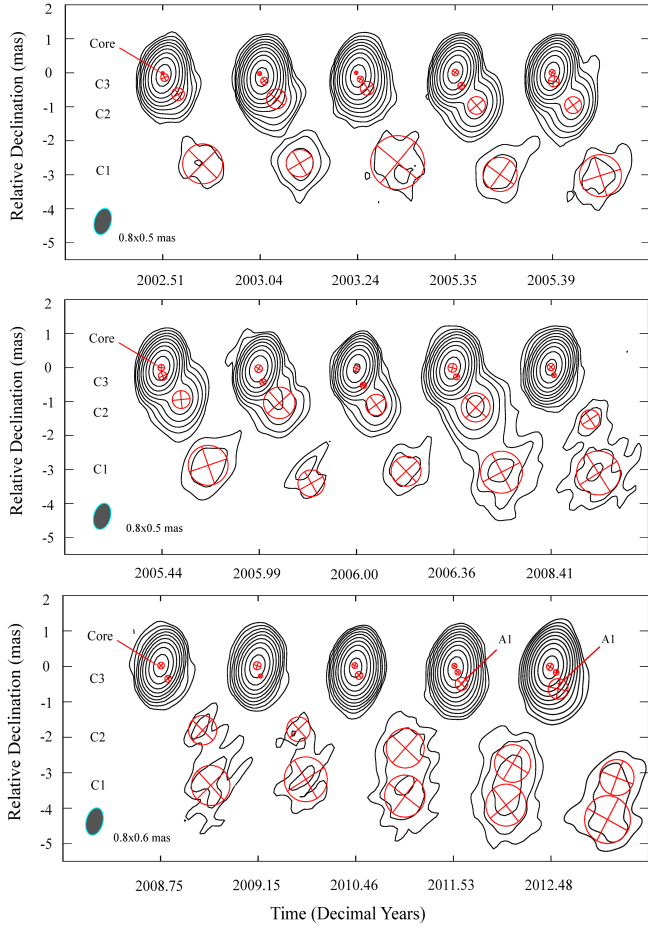 Relative Declination (mas)
2
1
0
-1
-2
-3
-4
-5
Core
C3
C2
C1
0.8x0.5 mas
2002.51 2003.04 2003.24 2005.35 2005.39
Relative Declination (mas)
2
1
0
-1
-2
-3
-4
-5
Core
C3
C2
C1
0.8x0.5 mas
2005.44 2005.99 2006.00 2006.36 2008.41
Relative Declination (mas)
2
1
0
-1
-2
-3
-4
-5
Core
A1 A1
C3
C2
C1
0.8x0.6 mas
2008.75 2009.15 2010.46 2011.53 2012.48
Time (Decimal Years)